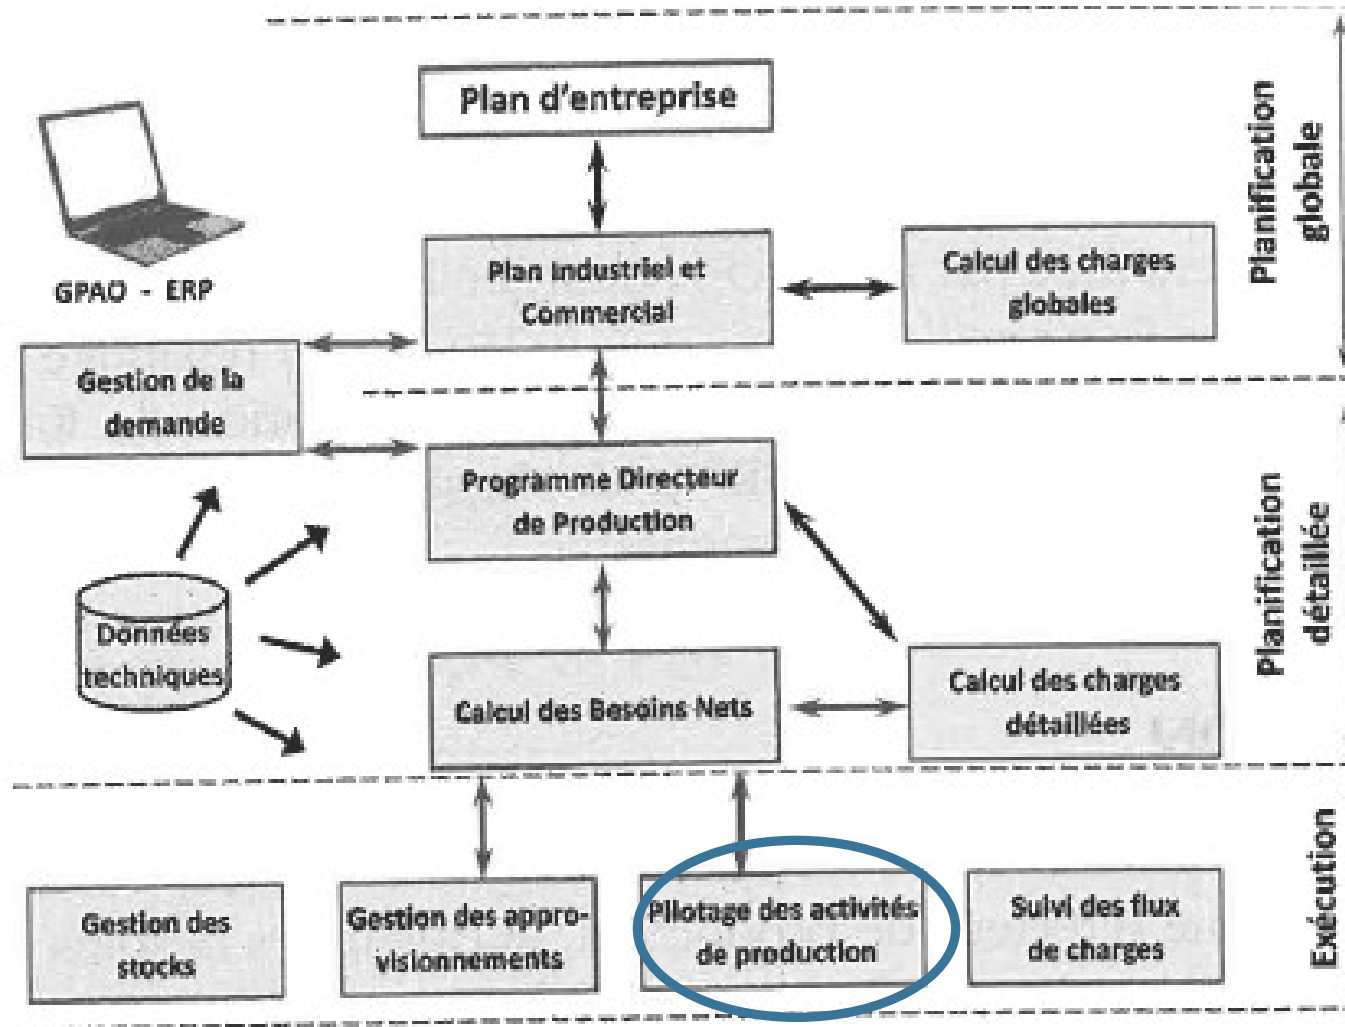 Plan d'entreprise
GPAO - ERP
Plan Industriel et
Commercial
Calcul des charges
globales
Planification
globale
Gestion de la
demande
Programme Directeur
de Production
Données
techniques
Calcul des Besoins Nets
Calcul des charges
détaillées
Planification
détaillée
Gestion des
stocks
Gestion des appro-
visionnements
Pilotage des activités
de production
Suivi des flux
de charges
Exécution